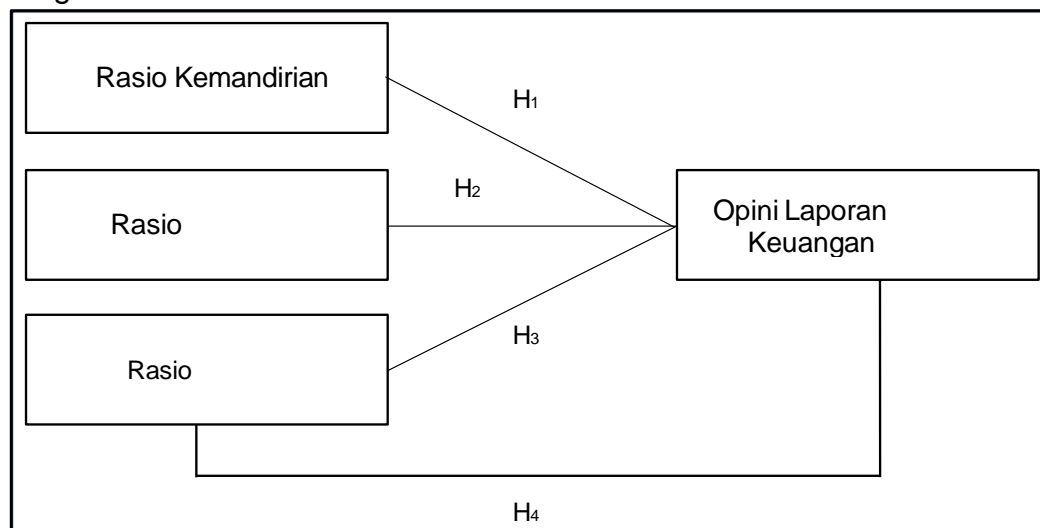 Rasio Kemandirian
H1
H2
Rasio
Opini Laporan
Keuangan
H3
Rasio
H4